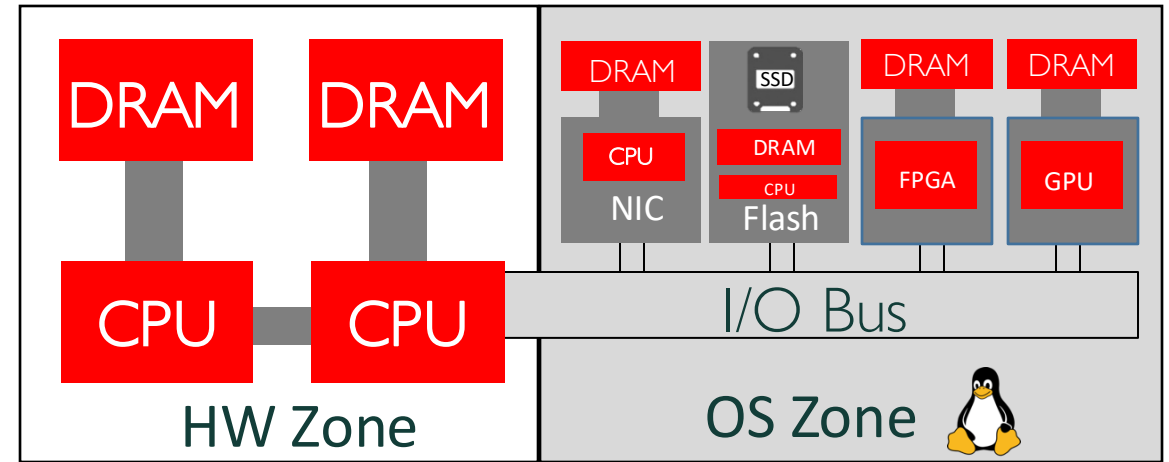 DRAM
DRAM
CPU
CPU
HW Zone
DRAM
CPU
NIC
SSD
DRAM
CPU
Flash
DRAM
FPGA
DRAM
GPU
I/O Bus
OS Zone